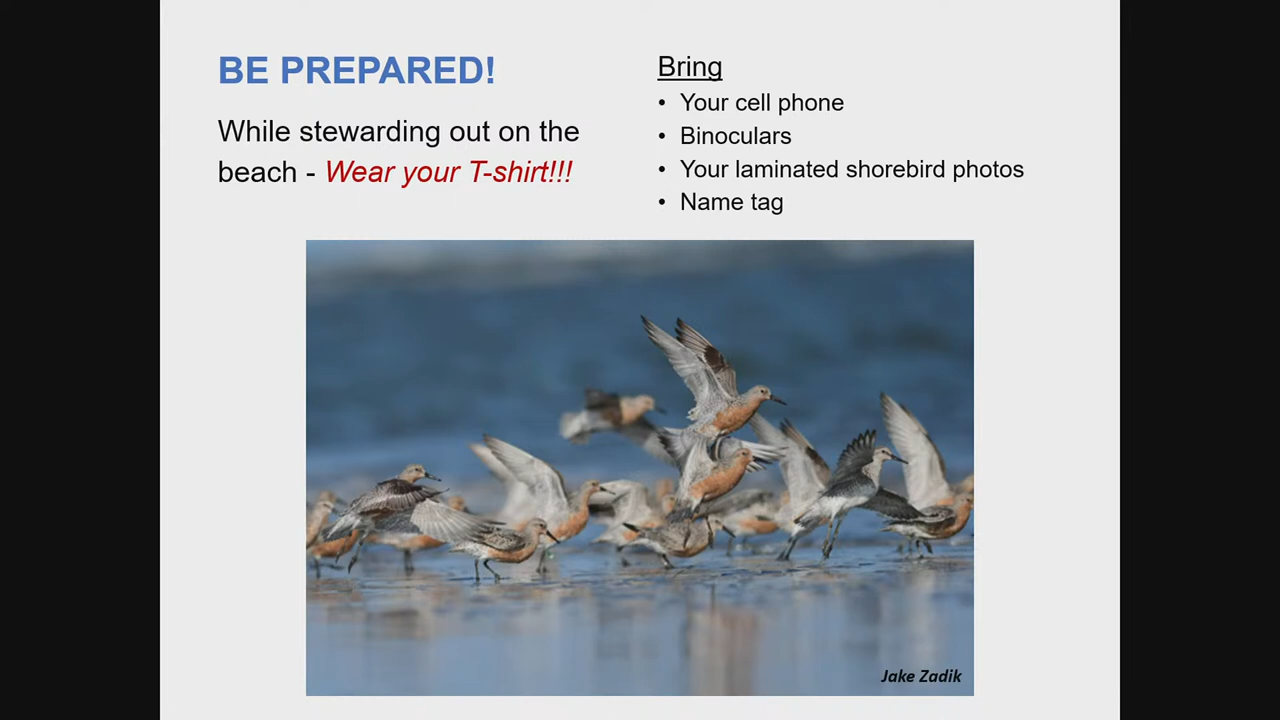 BE PREPARED!
While stewarding out on the
beach - Wear your T-shirt!!!
Bring
• Your cell phone
• Binoculars
• Your laminated shorebird photos
• Name tag
Jake Zadik